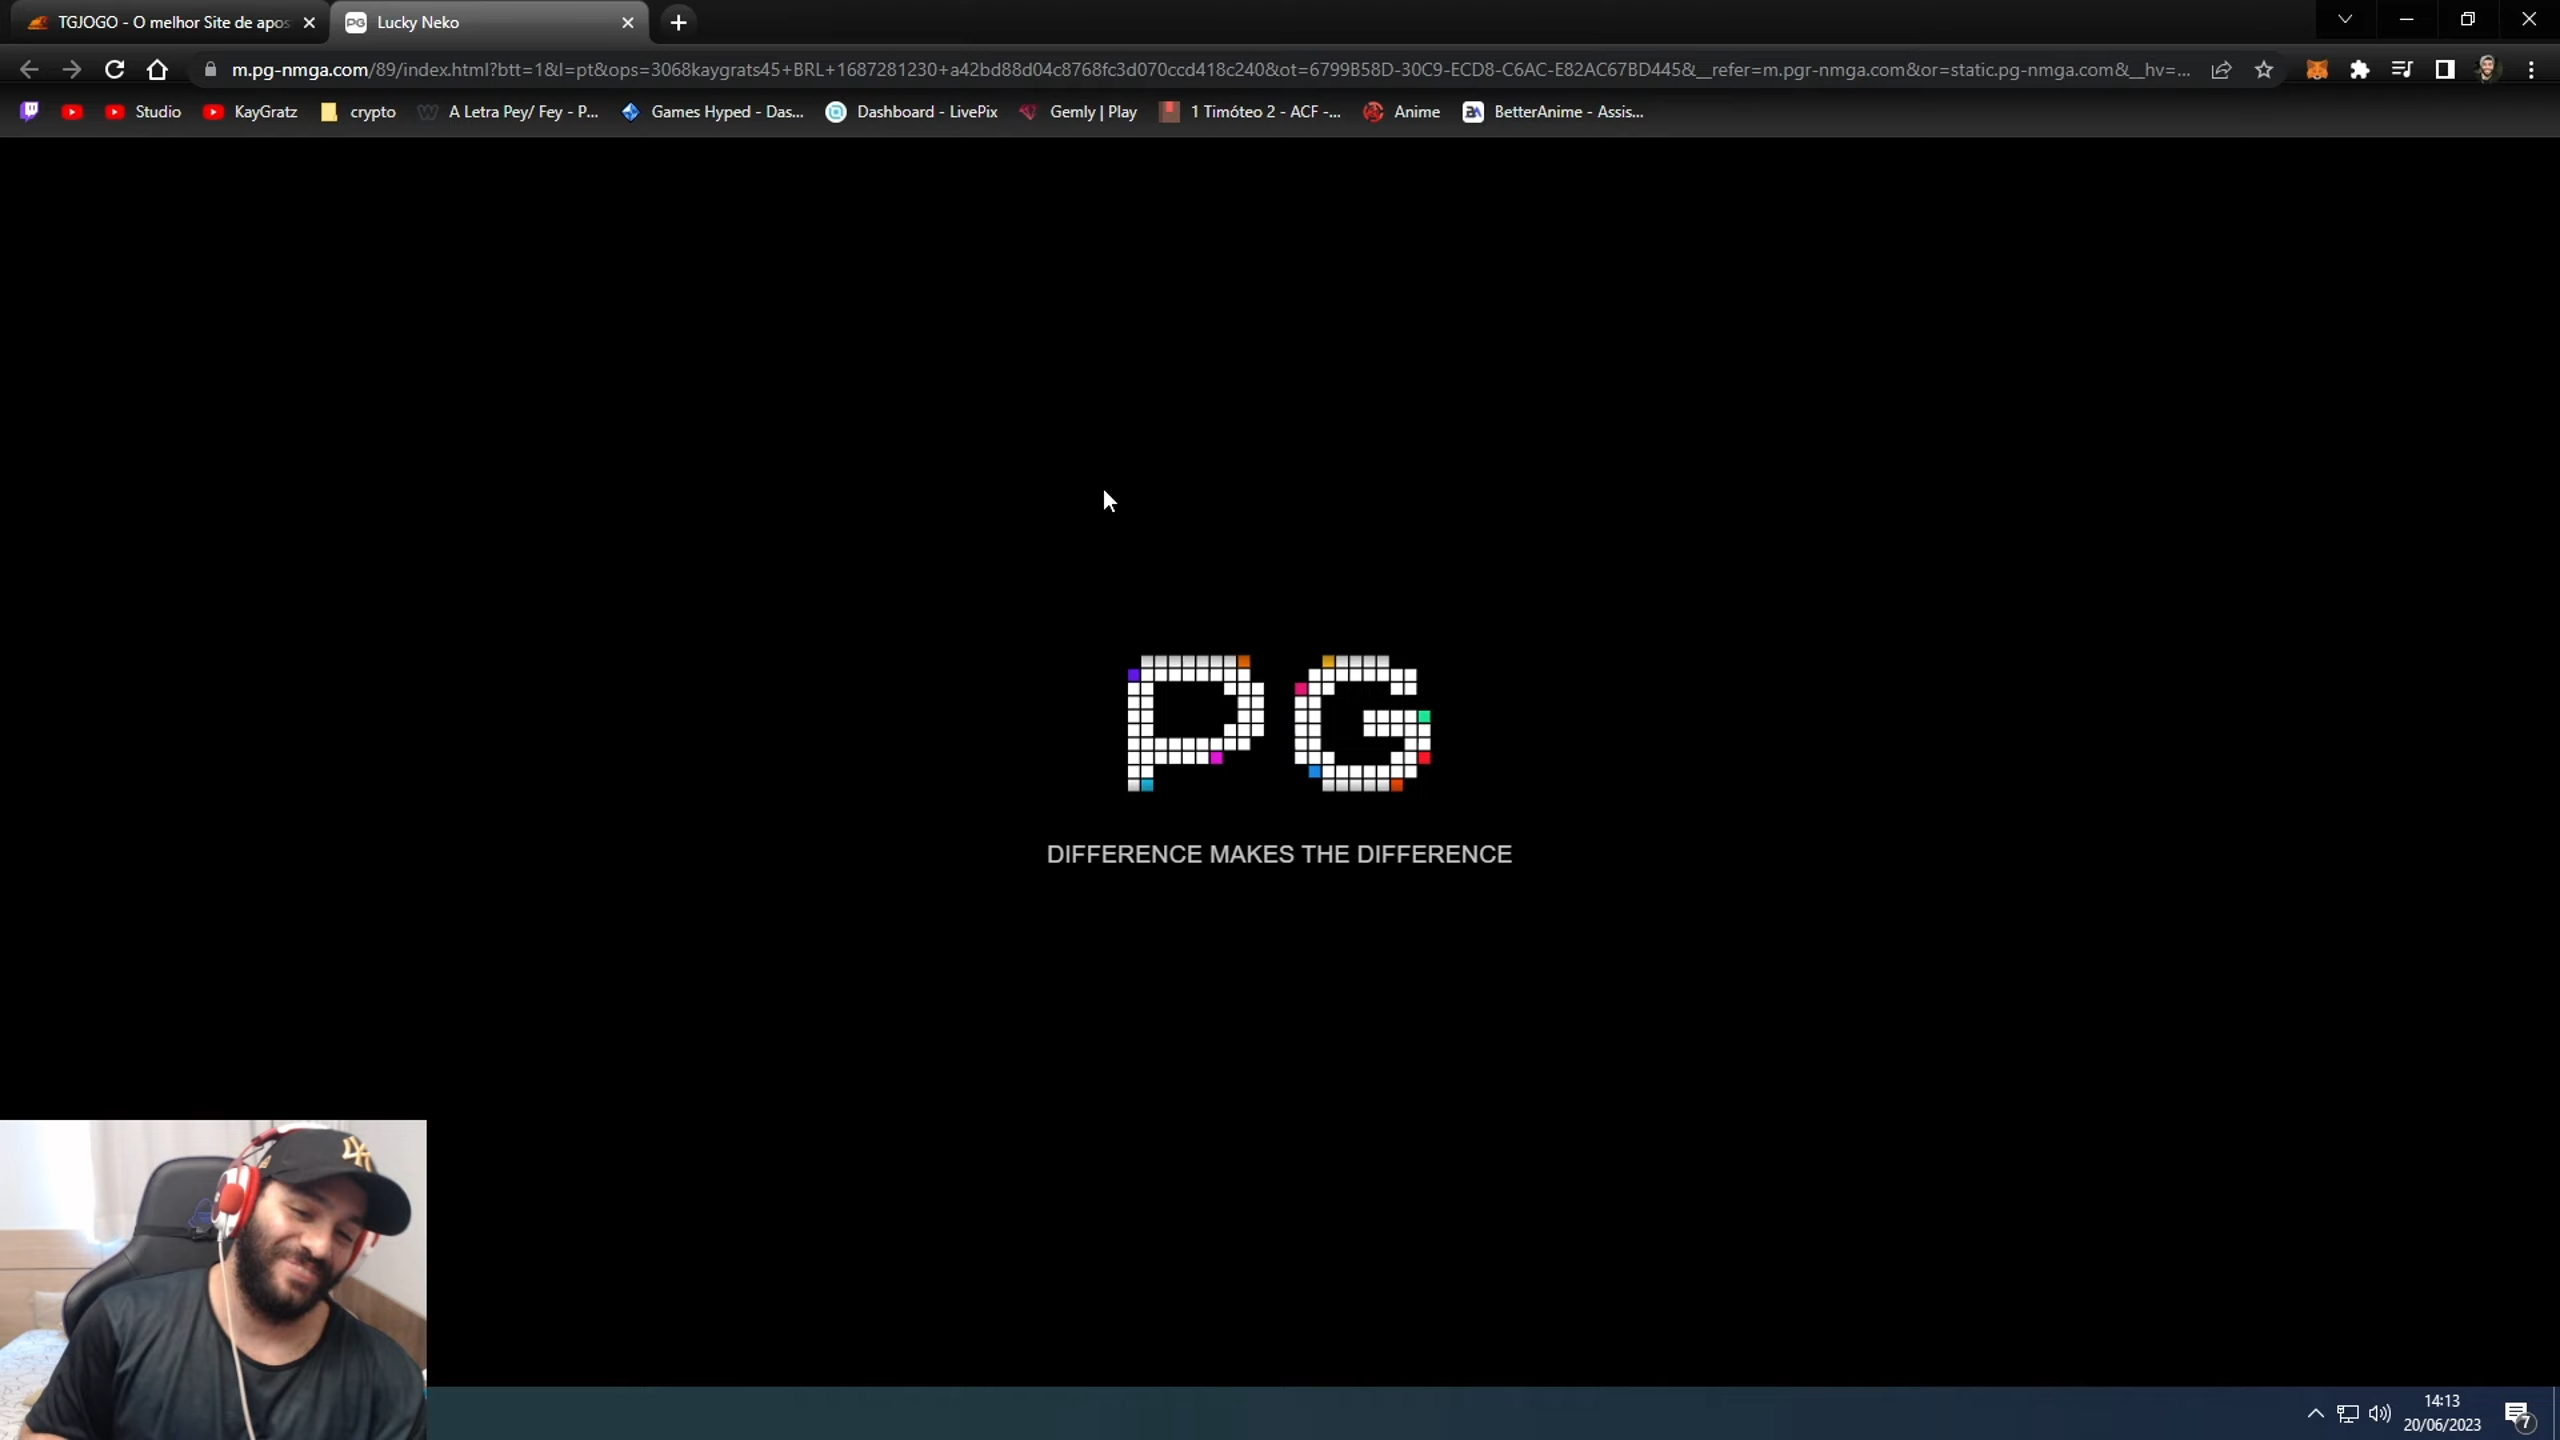 TGJOGO - O melhor Site de apos
Lucky Neko
m.pg-nmga.com/89/index.html?btt=1&l=pt&ops=3068kaygrats45+BRL+1687281230+a42bd88d04c8768fc3d070ccd418c240&ot=6799B58D-30C9-ECD8-C6AC-E82AC67BD445&__refer=m.pgr-nmga.com&or=static.pg-nmga.com&__hv=...
Studio
KayGratz
crypto
A Letra Pey/ Fey - P...
Games Hyped - Das...
Dashboard - LivePix
Gemly | Play
1 Timóteo 2 - ACF -...
Anime
BetterAnime - Assis...
PG
DIFFERENCE MAKES THE DIFFERENCE
14:13
20/06/2023
7